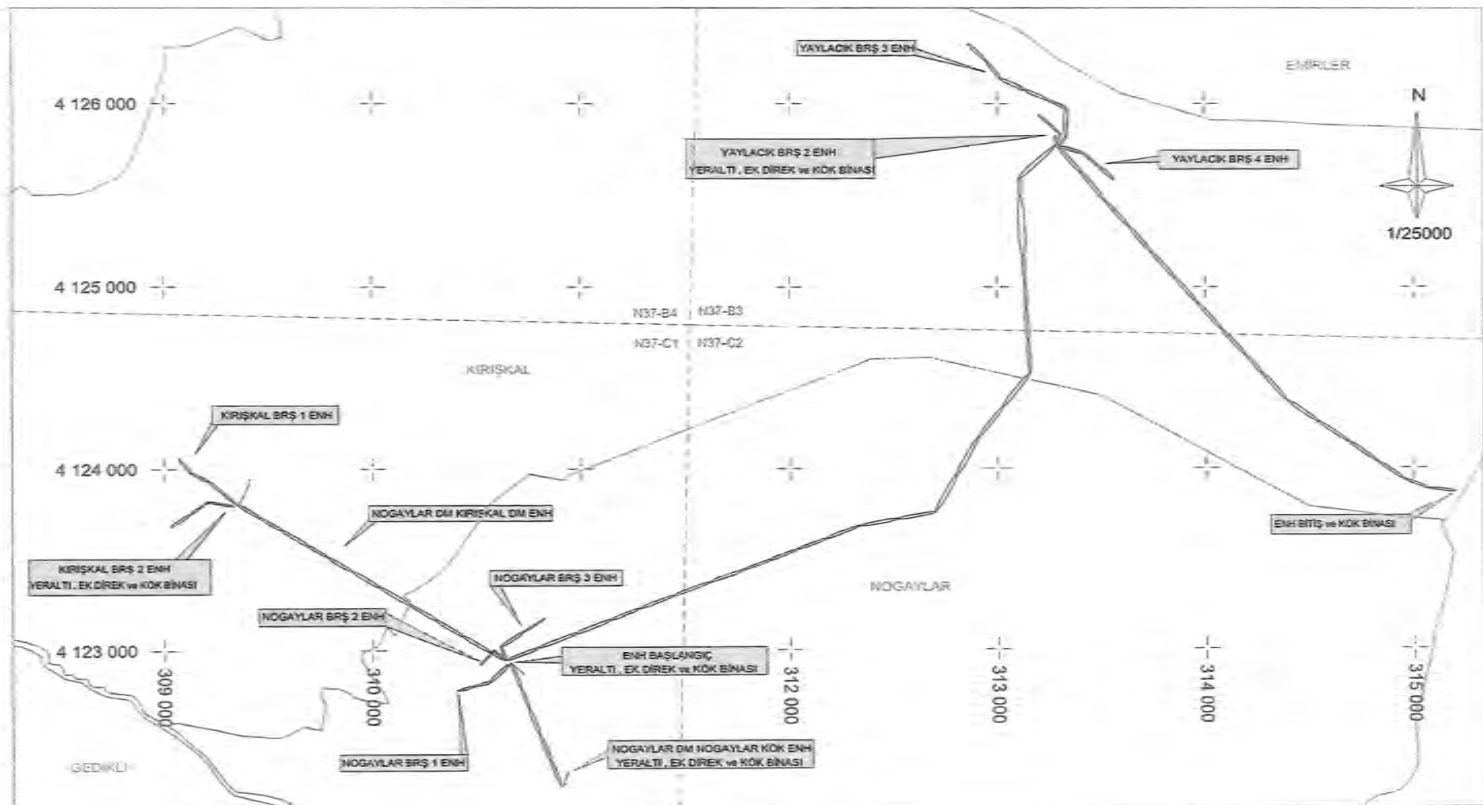 YAYLACIK BRŞ 3 ENH
EMİRLER
N
4 126 000
YAYLACIK BRŞ 2 ENH
YERALTI , EK DİREK ve KÖK BİNASI
YAYLACIK BRŞ 4 ENH
1/25000
4 125 000
N37-B4
N37-B3
N37-C1
N37-C2
KIRIŞKAL
KIRIŞKAL BRŞ 1 ENH
4 124 000
NOGAYLAR DM KIRIŞKAL DM ENH
ENH BİTİŞ ve KÖK BİNASI
KIRIŞKAL BRŞ 2 ENH
YERALTI , EK DİREK ve KÖK BİNASI
NOGAYLAR BRŞ 3 ENH
NOGAYLAR
NOGAYLAR BRŞ 2 ENH
4 123 000
ENH BAŞLANGIÇ
YERALTI , EK DİREK ve KÖK BİNASI
309 000
310 000
312 000
313 000
314 000
315 000
GEDİKLİ
NOGAYLAR BRŞ 1 ENH
NOGAYLAR DM NOGAYLAR KÖK ENH
YERALTI , EK DİREK ve KÖK BİNASI